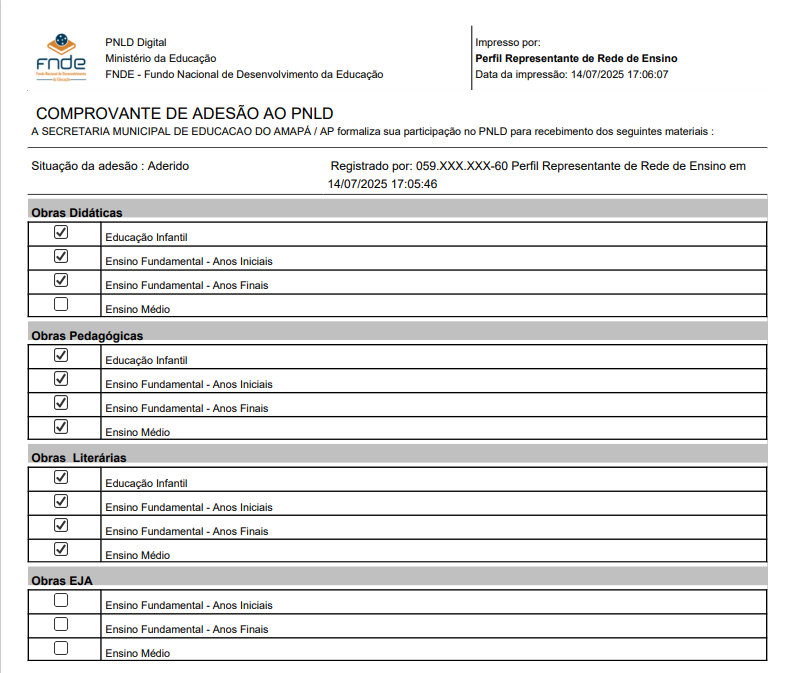 fnde
Fundo Nacional de Desenvolvimento
da Educação
PNLD Digital
Ministério da Educação
FNDE - Fundo Nacional de Desenvolvimento da Educação
Impresso por:
Perfil Representante de Rede de Ensino
Data da impressão: 14/07/2025 17:06:07
COMPROVANTE DE ADESÃO AO PNLD
A SECRETARIA MUNICIPAL DE EDUCACAO DO AMAPÁ / AP formaliza sua participação no PNLD para recebimento dos seguintes materiais :
Situação da adesão : Aderido
Registrado por: 059.XXX.XXX-60 Perfil Representante de Rede de Ensino em
14/07/2025 17:05:46
Obras Didáticas
Educação Infantil
Ensino Fundamental - Anos Iniciais
Ensino Fundamental - Anos Finais
Ensino Médio
Obras Pedagógicas
Educação Infantil
Ensino Fundamental - Anos Iniciais
Ensino Fundamental - Anos Finais
Ensino Médio
Obras  Literárias
Educação Infantil
Ensino Fundamental - Anos Iniciais
Ensino Fundamental - Anos Finais
Ensino Médio
Obras EJA
Ensino Fundamental - Anos Iniciais
Ensino Fundamental - Anos Finais
Ensino Médio